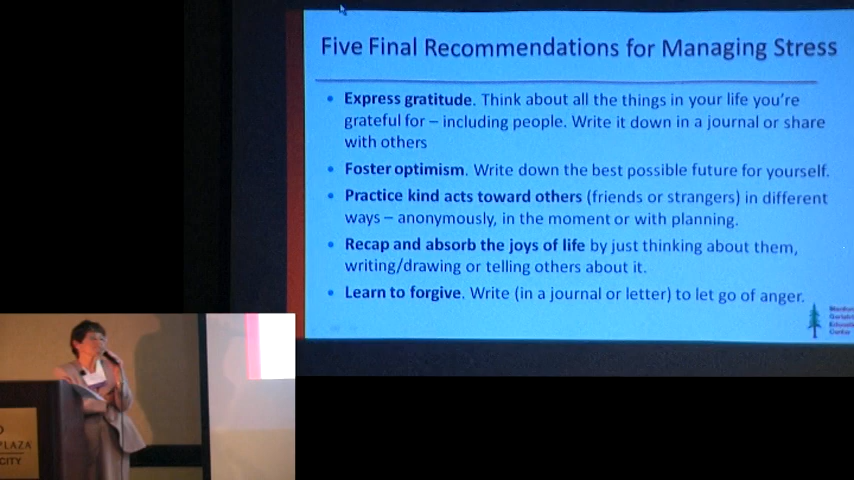 Five Final Recommendations for Managing Stress
• Express gratitude. Think about all the things in your life you're
grateful for – including people. Write it down in a journal or share
with others
• Foster optimism. Write down the best possible future for yourself.
• Practice kind acts toward others (friends or strangers) in different
ways – anonymously, in the moment or with planning.
• Recap and absorb the joys of life by just thinking about them,
writing/drawing or telling others about it.
• Learn to forgive. Write (in a journal or letter) to let go of anger.
PLAZA
CITY